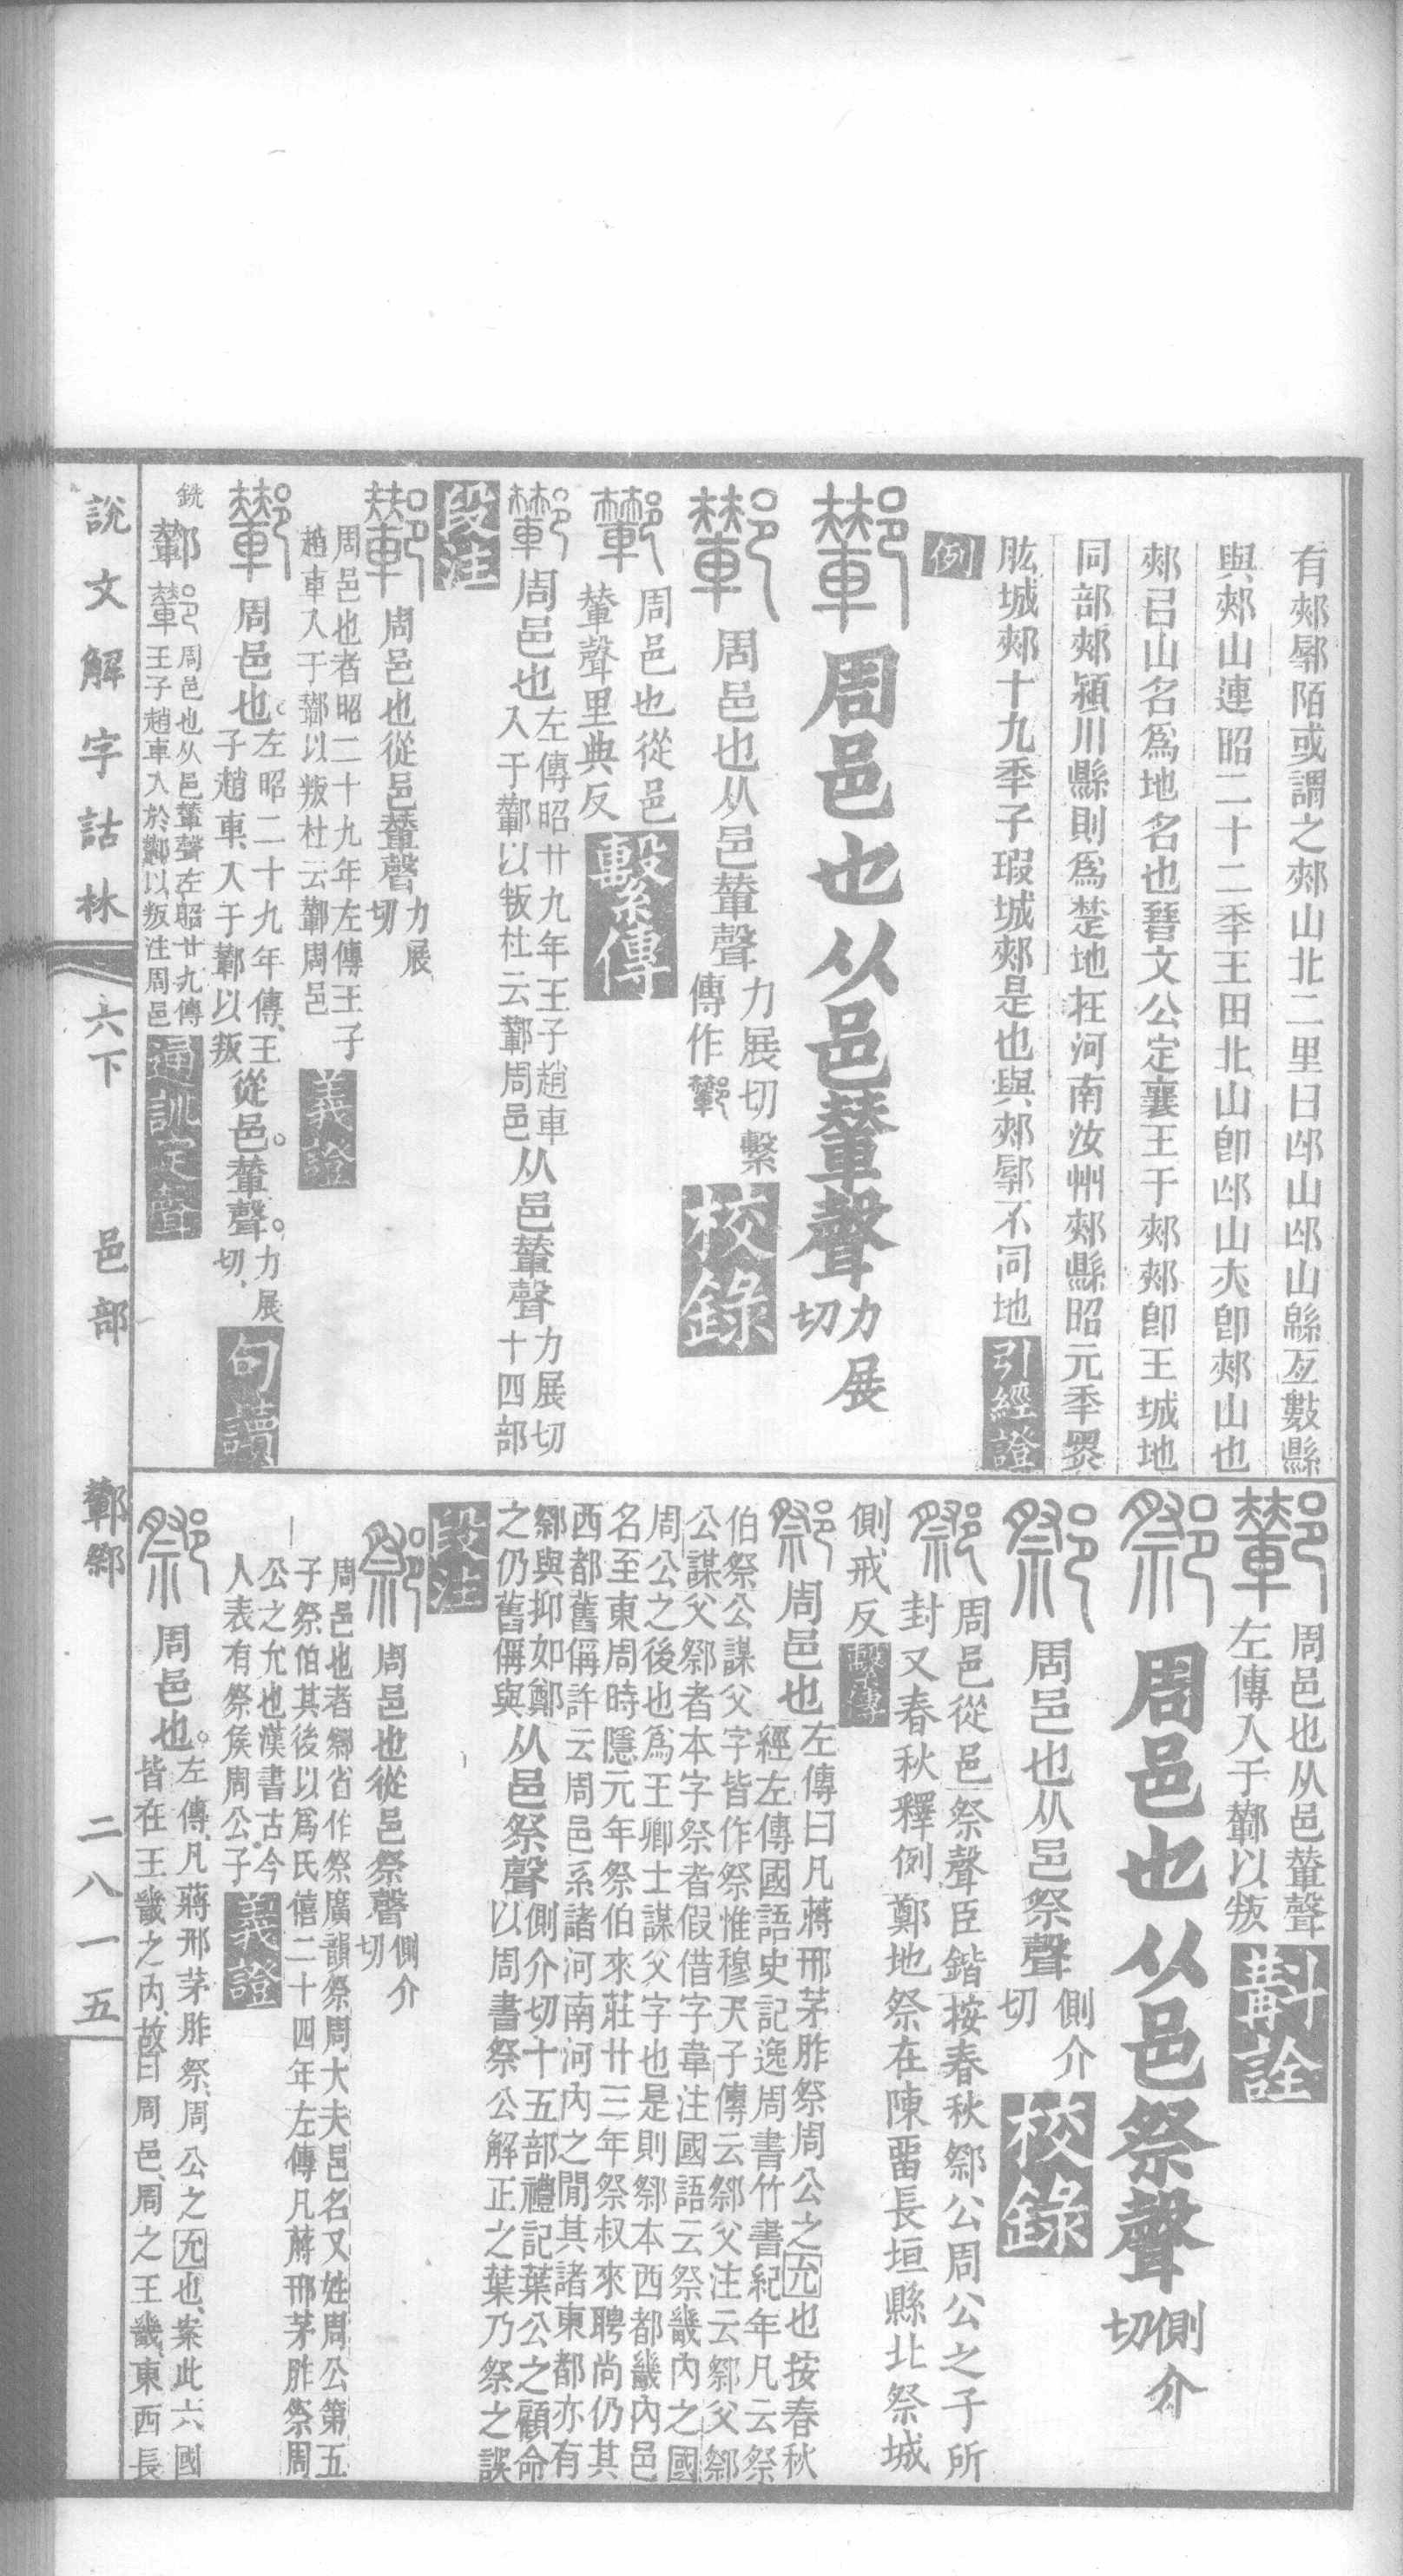 有郟鄏陌或謂之郟山北二里曰邙山邙山緜亙數縣
與郟山連昭二十二秊王田北山卽邙山亦卽郟山也
郟呂山名爲地名也晉文公定襄王于郟郟卽王城地
同部郟潁川縣則爲楚地在河南汝州郟縣昭元秊
肱城郟十九秊子瑕城郟是也與郟鄏不同地 引經證
例
周邑也从邑輦聲 力展切
周邑也从邑輦聲 力展切繫
傳作 校錄
周邑也從邑
輦聲里典反 繫傳
周邑也 左傳昭廿九年王子趙車
入于鄻以叛杜云鄻周邑 从邑輦聲 力展切
十四部
段注
周邑也從邑輦聲 力展切
周邑也者昭二十九年左傳王子
趙車入于鄻以叛杜云鄻周邑 義證
周邑也。 左昭二十九年傳、王
子趙車、入于鄻以叛 從邑。輦聲。 力展切、 句讀
銑 鄻 周邑也从邑輦聲左昭廿九傳
王子趙車入於鄻以叛注周邑 通訓定聲
周邑也从邑輦聲
左傳入于鄻以叛 斠詮
周邑也从邑祭聲 側介切
周邑也从邑祭聲 側介切 校錄
周邑從邑祭聲臣鍇按春秋鄒公周公之子所
封又春秋釋例鄭地祭在陳畱長垣縣北祭城
側戒反 繫傳
周邑也 左傳曰凡蔣邢茅胙祭周公之允也按春秋
經左傳國語史記逸周書竹書紀年凡云祭
伯祭公謀父字皆作祭惟穆天子傳云鄒父注云鄒父鄒
公謀父鄒者本字祭者假借字韋注國語云祭畿內之國
周公之後也爲王卿士謀父字也是則鄒本西都畿內邑
名至東周時隱元年祭伯來莊廿三年祭叔來聘尚仍其
西都舊偁許云周邑系諸河南河內之閒其諸東都亦有
鄒與抑如鄭
之仍舊偁與 从邑祭聲 側介切十五部禮記葉公之顧命
以周書祭公解正之葉乃祭之誤
段注
周邑也從邑祭聲 側介切
周邑也者鄒省作祭廣韻祭周大夫邑名又姓周公第五
子祭伯其後以爲氏僖二十四年左傳凡蔣邢茅胙祭周
公之允也漢書古今
人表有祭侯周公子 義證
周邑也。 左傳、凡蔣邢茅胙祭、周公之允也、案此六國
皆在王畿之內、故曰周邑、周之王畿、東西長
說文解字詁林 六下 邑部 鄻鄒 二八一五